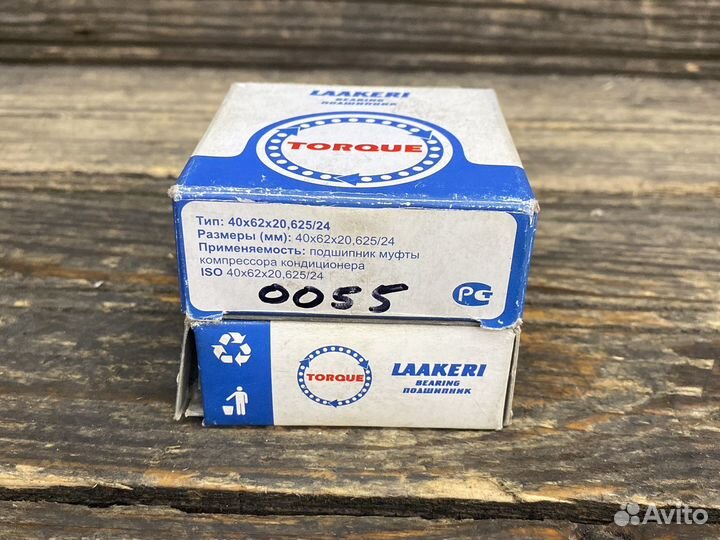 LAAKERI
BEARING
ПОДШИПНИК
TORQUE
Тип: 40x62x20,625/24
Размеры (мм): 40x62x20,625/24
Применяемость: подшипник муфты
компрессора кондиционера
ISO 40x62x20,625/24
0055
РСТ
TORQUE
LAAKERI
BEARING
ПОДШИПНИК
Avito